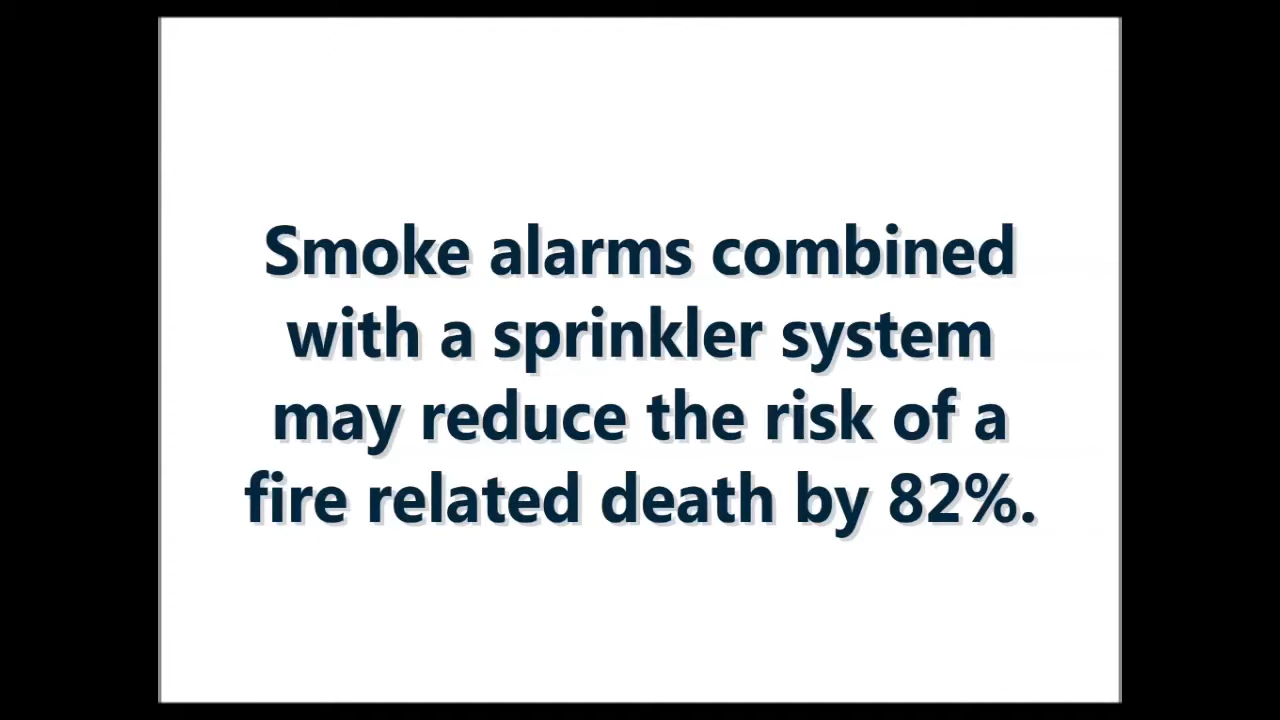 Smoke alarms combined
with a sprinkler system
may reduce the risk of a
fire related death by 82%.